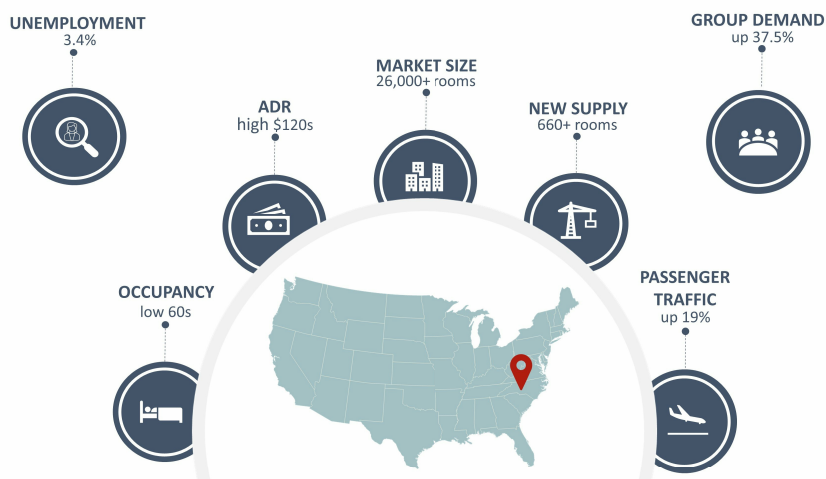 UNEMPLOYMENT
3.4%
GROUP DEMAND
up 37.5%
MARKET SIZE
26,000+ rooms
ADR
high $120s
NEW SUPPLY
660+ rooms
OCCUPANCY
low 60s
PASSENGER
TRAFFIC
up 19%